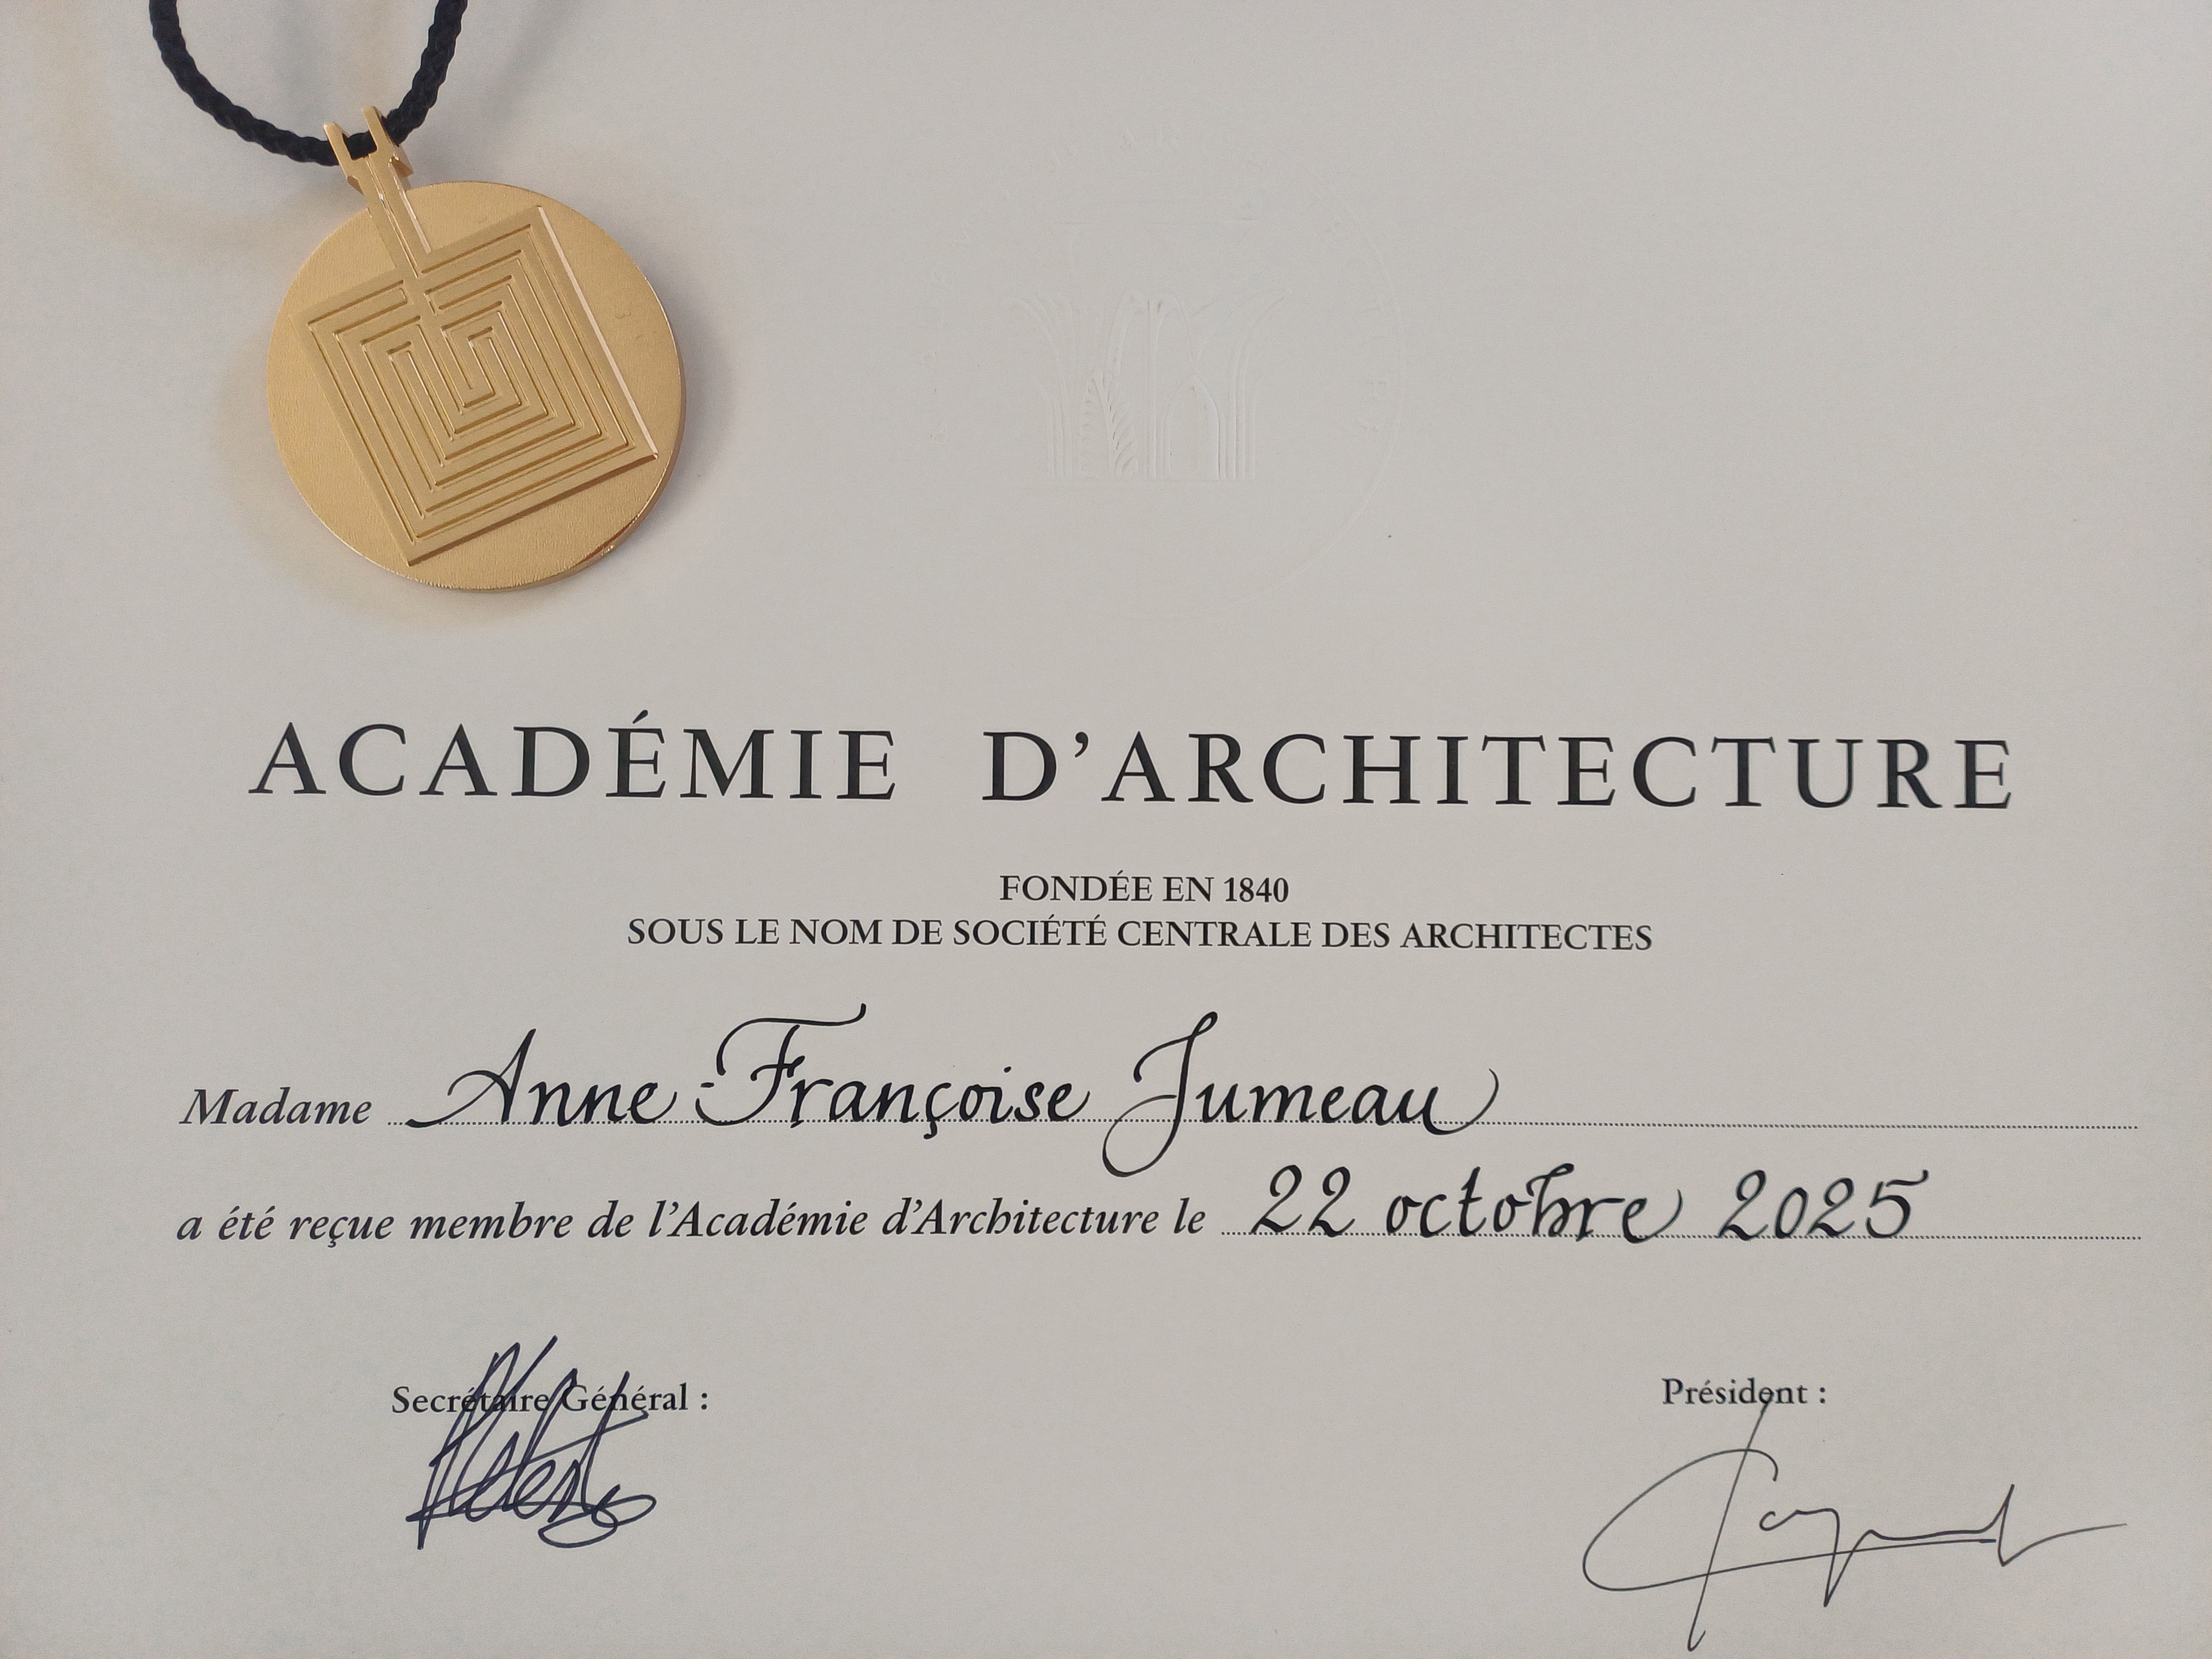 ACADÉMIE D’ARCHITECTURE
FONDÉE EN 1840
SOUS LE NOM DE SOCIÉTÉ CENTRALE DES ARCHITECTES
Madame Anne-Françoise Jumeau
a été reçue membre de l’Académie d’Architecture le 22 octobre 2025
Secrétaire Général : Président :